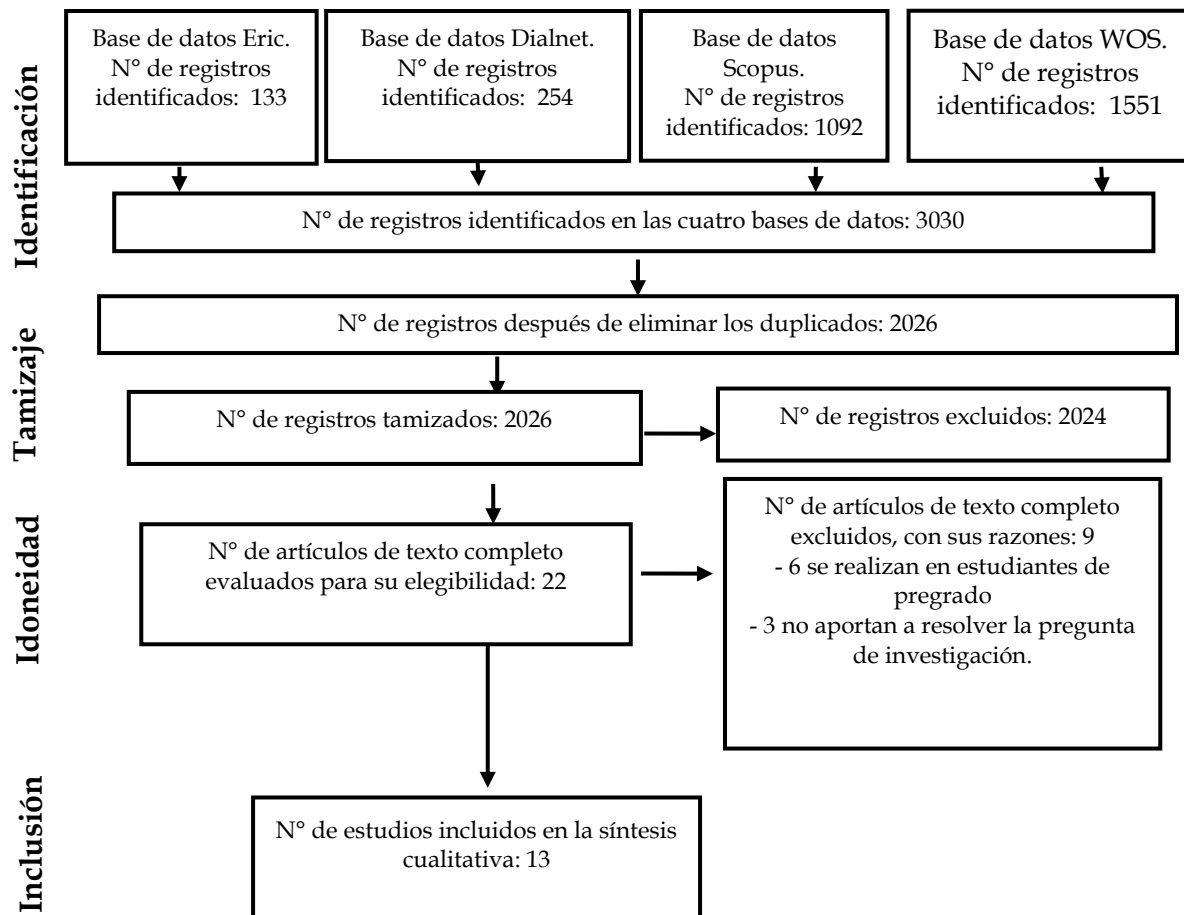 Identificación
Base de datos Eric.
N° de registros
identificados: 133
Base de datos Dialnet.
N° de registros
identificados: 254
Base de datos
Scopus.
N° de registros
identificados: 1092
Base de datos WOS.
N° de registros
identificados: 1551
N° de registros identificados en las cuatro bases de datos: 3030
Tamizaje
N° de registros después de eliminar los duplicados: 2026
N° de registros tamizados: 2026
N° de registros excluidos: 2024
Idoneidad
N° de artículos de texto completo
evaluados para su elegibilidad: 22
N° de artículos de texto completo
excluidos, con sus razones: 9
- 6 se realizan en estudiantes de
pregrado
- 3 no aportan a resolver la pregunta
de investigación.
Inclusión
N° de estudios incluidos en la síntesis
cualitativa: 13